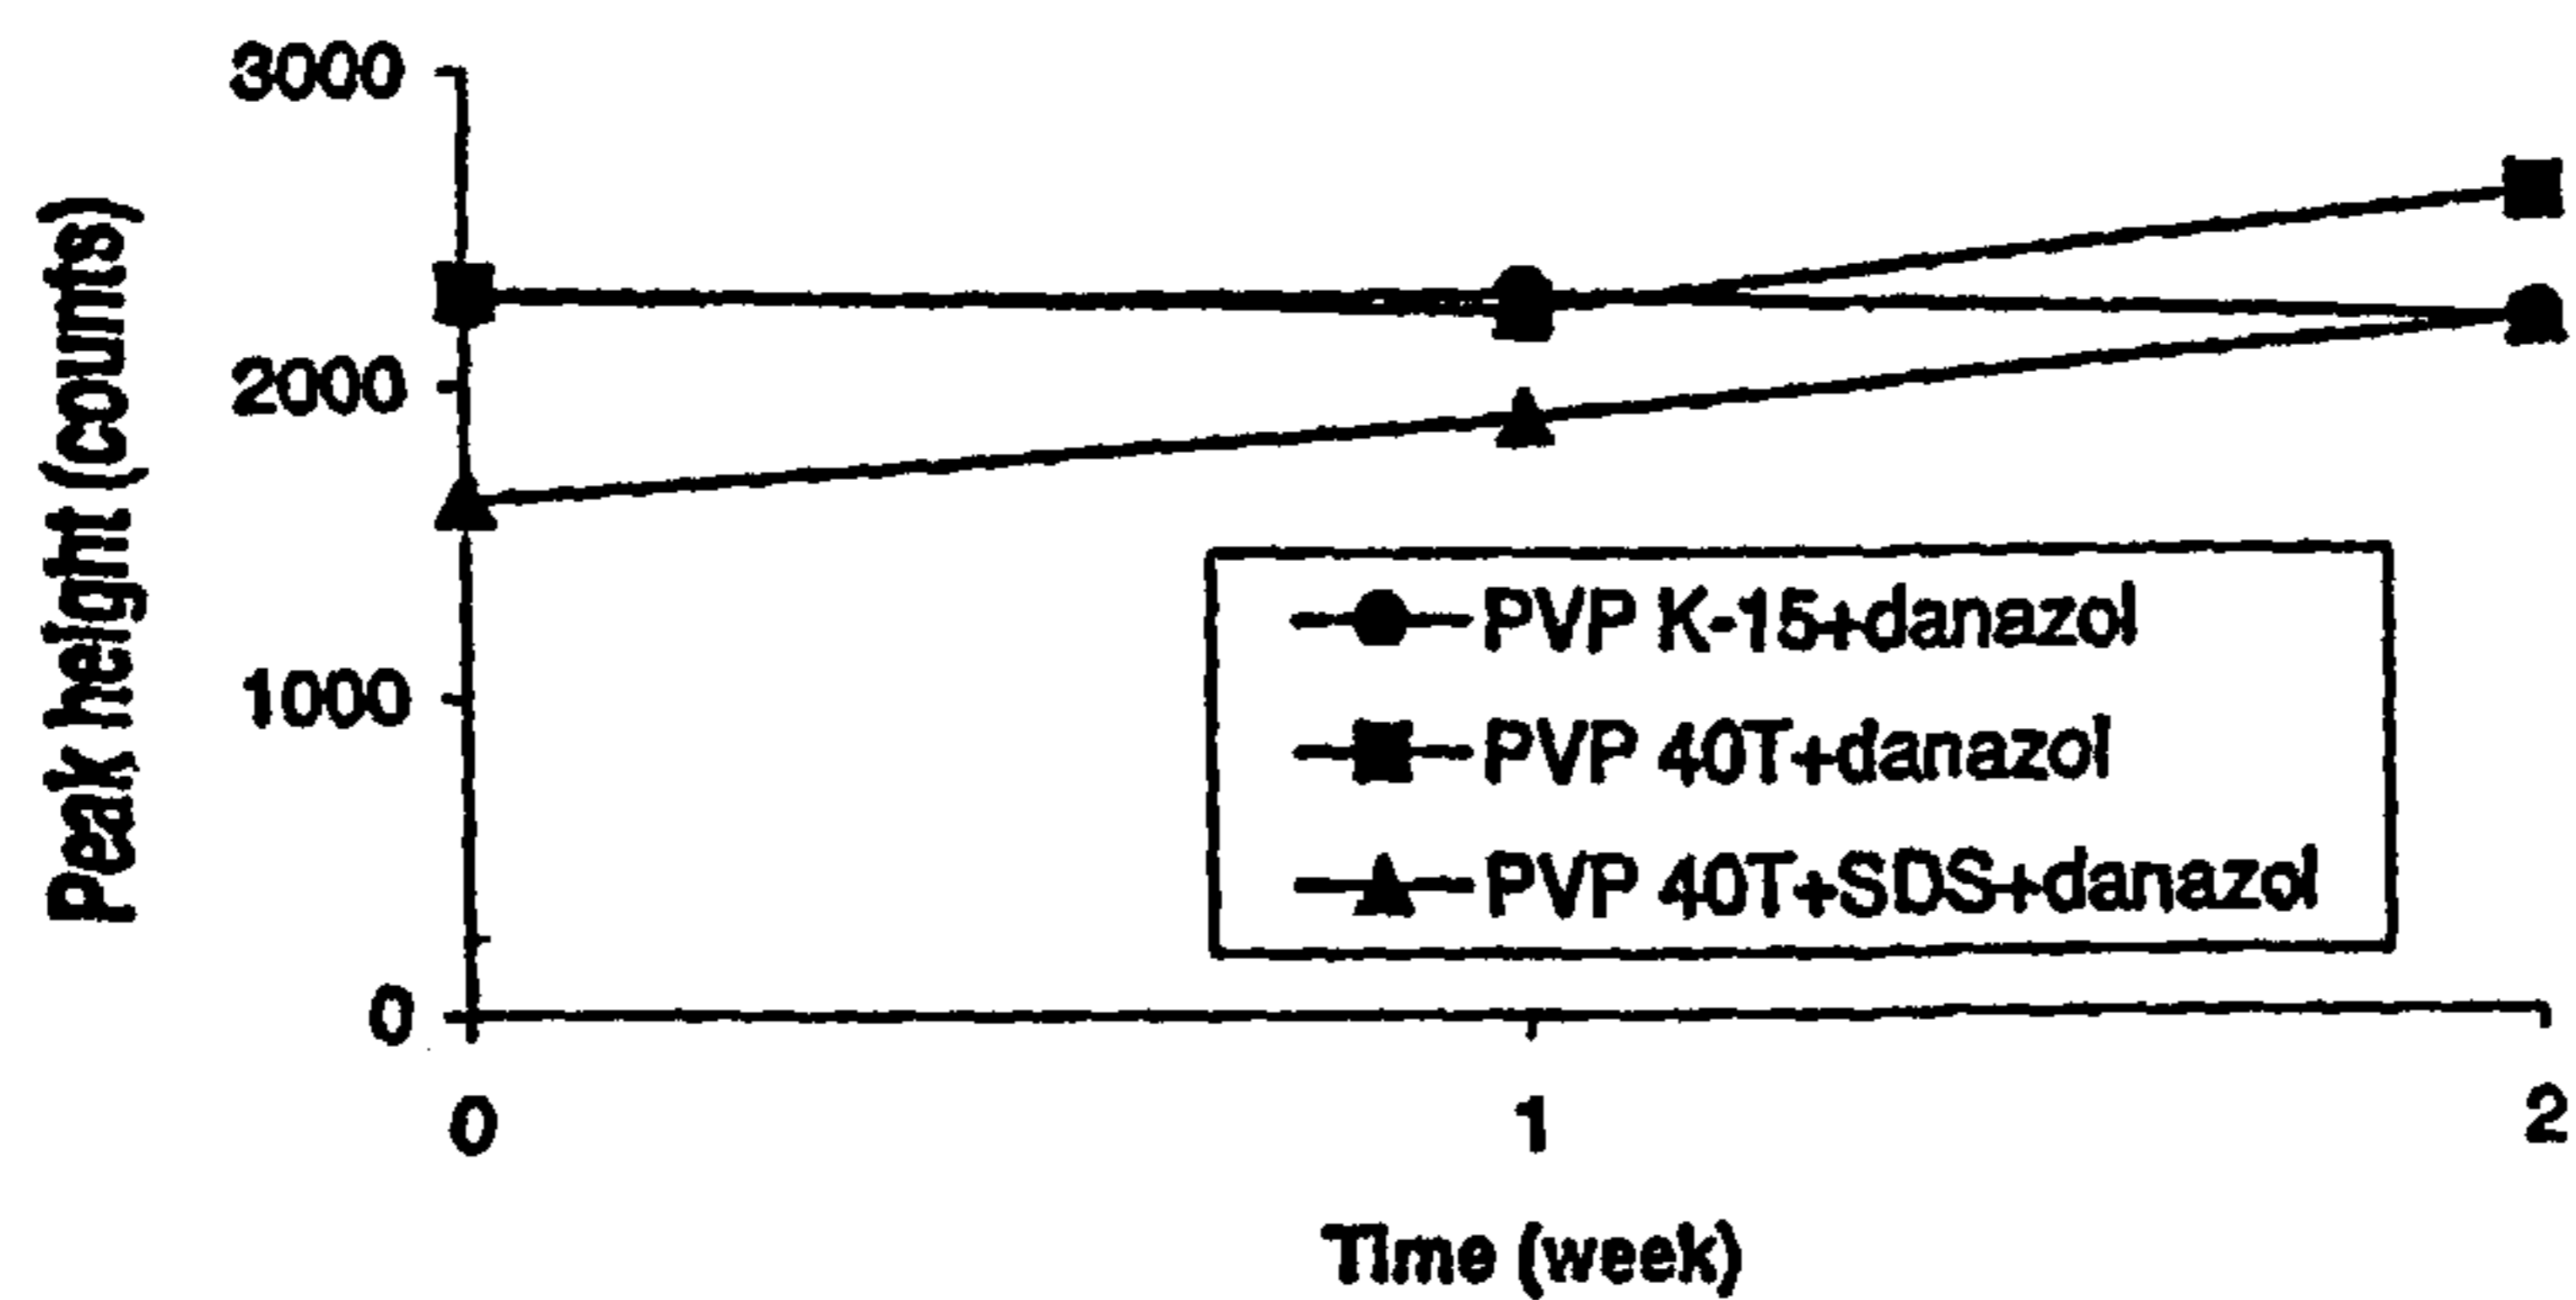 3000
2000
1000
0
Peak height (counts)
PVP K-15+danazol
PVP 40T+danazol
PVP 40T+SDS+danazol
0
1
2
Time (week)